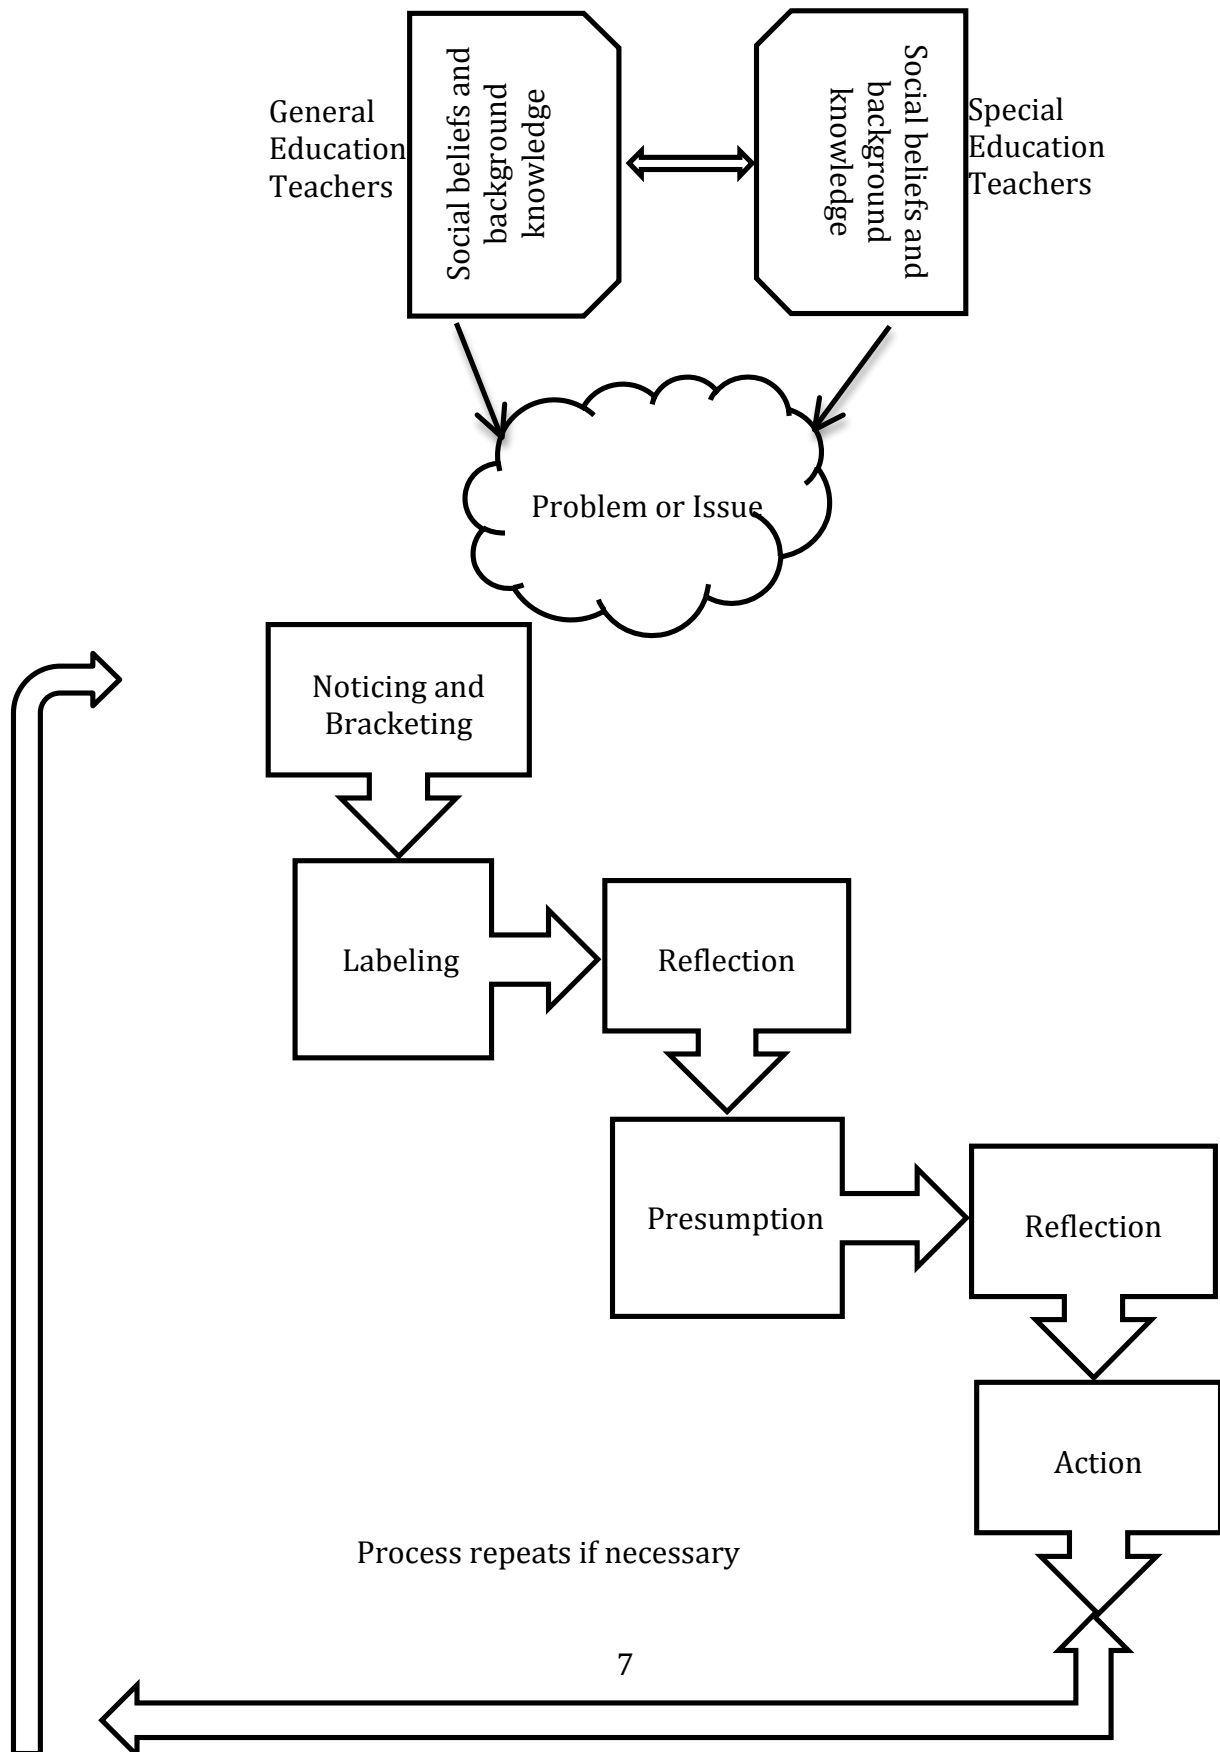 General
Education
Teachers
Social beliefs and
background
knowledge
Social beliefs and
background
knowledge
Special
Education
Teachers
Problem or Issue
Noticing and
Bracketing
Labeling
Reflection
Presumption
Reflection
Action
Process repeats if necessary
7